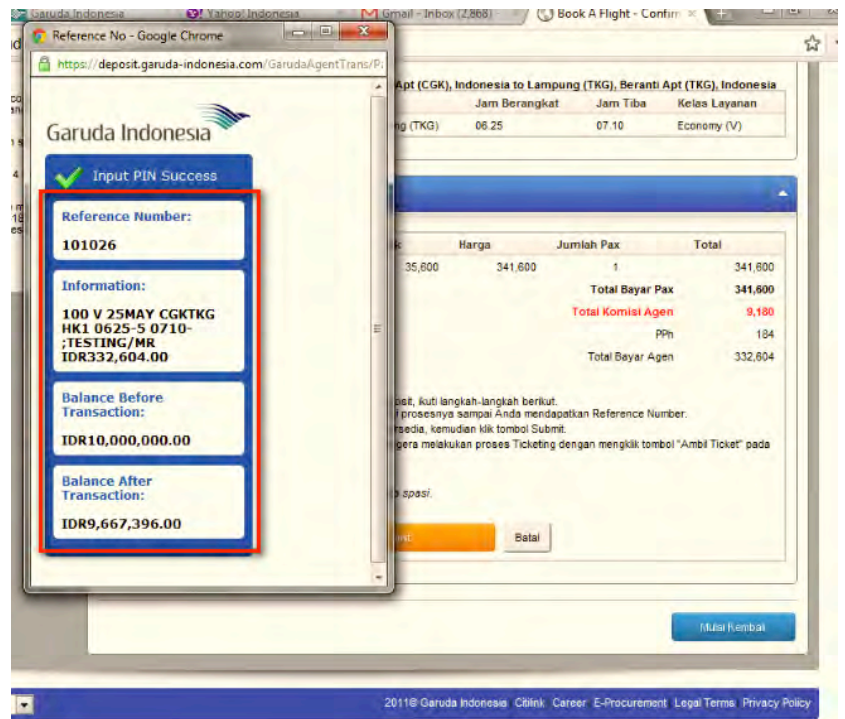 Garuda Indonesia
Yahoo! Indonesia
Gmail - Inbox (2,868)
Book A Flight - Confirm
Reference No - Google Chrome
https://deposit.garuda-indonesia.com/GarudaAgentTrans/P
Garuda Indonesia
Input PIN Success
Reference Number:
101026
Information:
100 V 25MAY CGKTKG
HK1 0625-5 0710-
;TESTING/MR
IDR332,604.00
Balance Before
Transaction:
IDR10,000,000.00
Balance After
Transaction:
IDR9,667,396.00
Apt (CGK), Indonesia to Lampung (TKG), Beranti Apt (TKG), Indonesia
Jam Berangkat Jam Tiba Kelas Layanan
(TKG) 06.25 07.10 Economy (V)
Harga Jumlah Pax Total
35,600 341,600 1 341,600
Total Bayar Pax 341,600
Total Komisi Agen 9,180
PPh 184
Total Bayar Agen 332,604
ikuti langkah-langkah berikut.
prosesnya sampai Anda mendapatkan Reference Number.
kemudian klik tombol Submit.
melakukan proses Ticketing dengan mengklik tombol "Ambil Ticket" pada
spasi.
Batal
Mulai Kembali
2011© Garuda Indonesia Citilink Career E-Procurement Legal Terms Privacy Policy